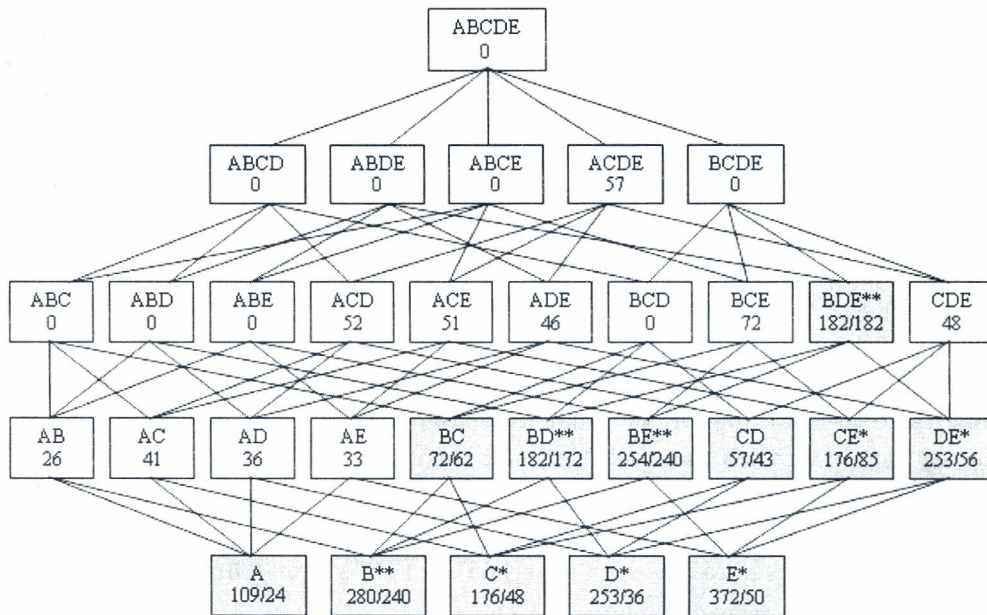 ABCDE
0
ABCD
0
ABDE
0
ABCE
0
ACDE
57
BCDE
0
ABC
0
ABD
0
ABE
0
ACD
52
ACE
51
ADE
46
BCD
0
BCE
72
BDE**
182/182
CDE
48
AB
26
AC
41
AD
36
AE
33
BC
72/62
BD**
182/172
BE**
254/240
CD
57/43
CE*
176/85
DE*
253/56
A
109/24
B**
280/240
C*
176/48
D*
253/36
E*
372/50